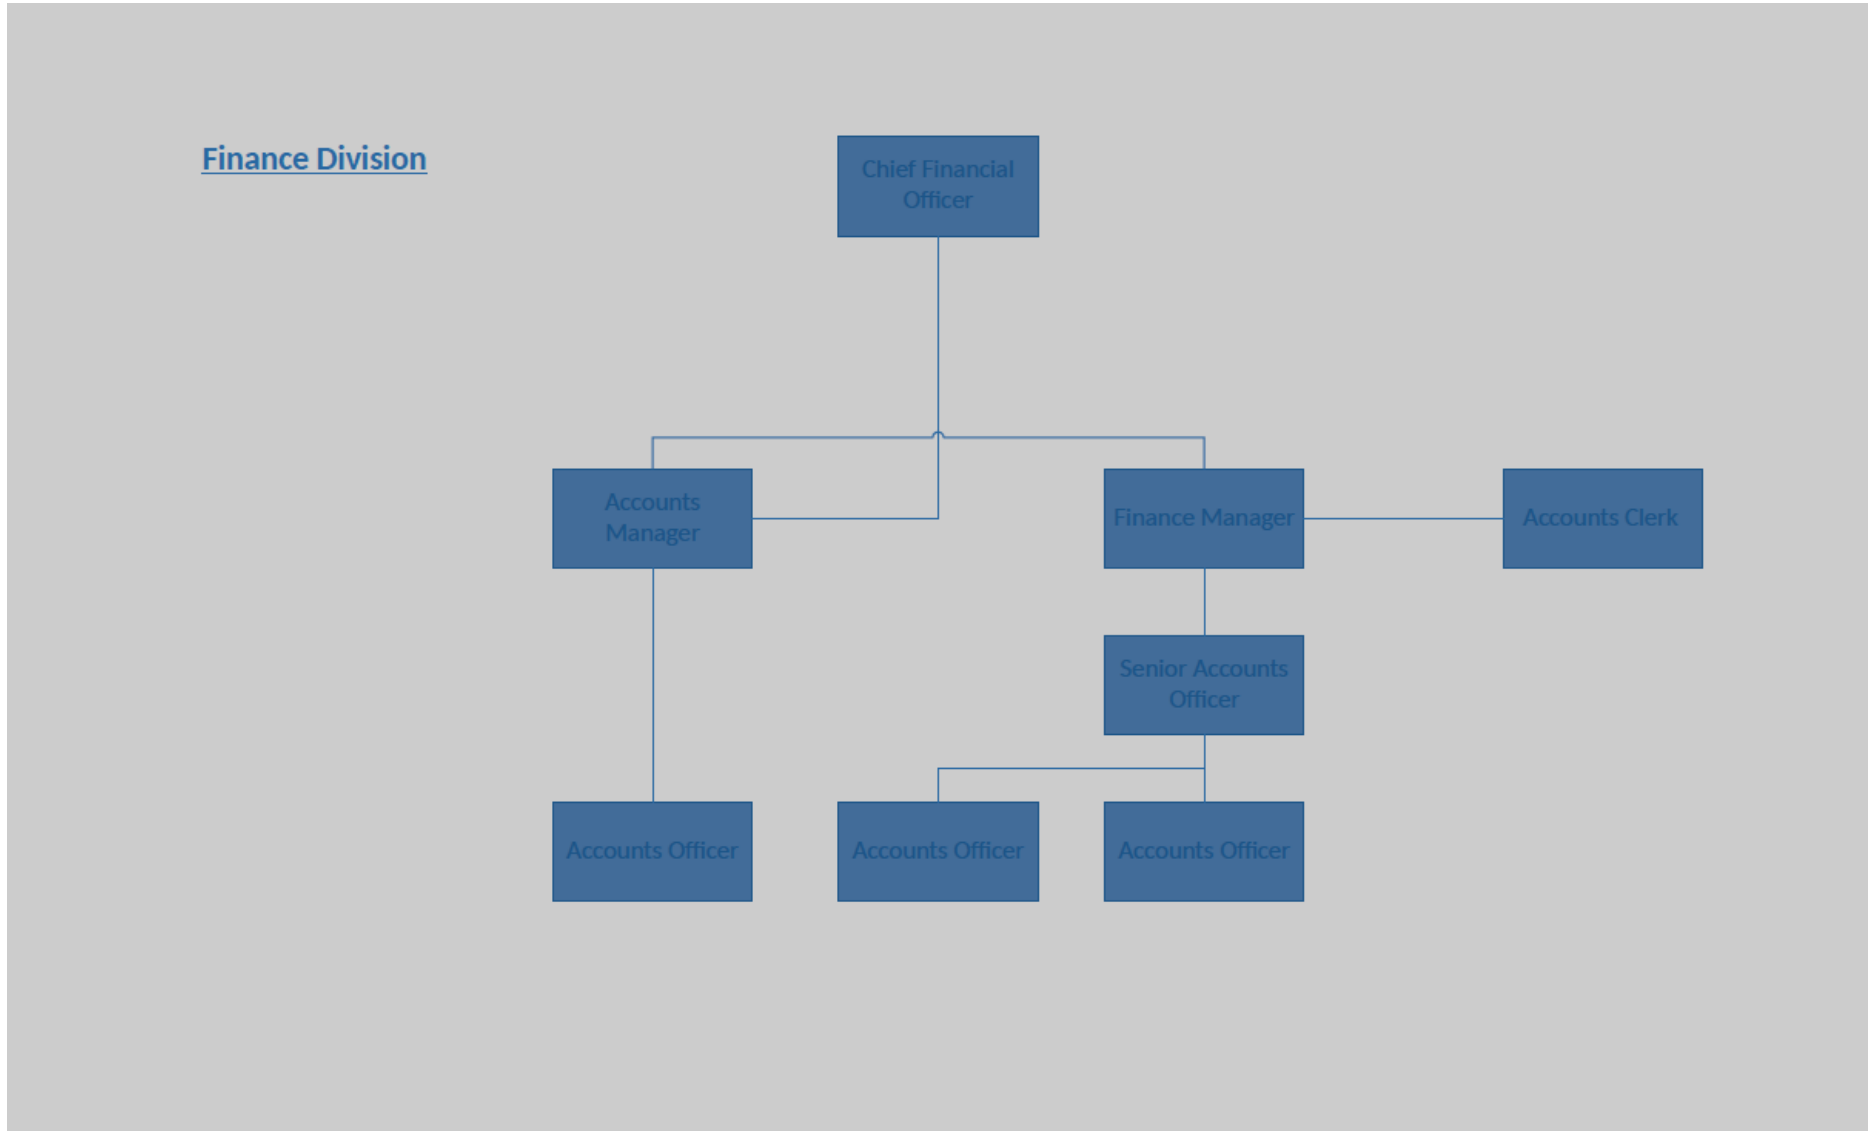 Finance Division
Chief Financial
Officer
Accounts
Manager
Finance Manager
Accounts Clerk
Senior Accounts
Officer
Accounts Officer
Accounts Officer
Accounts Officer